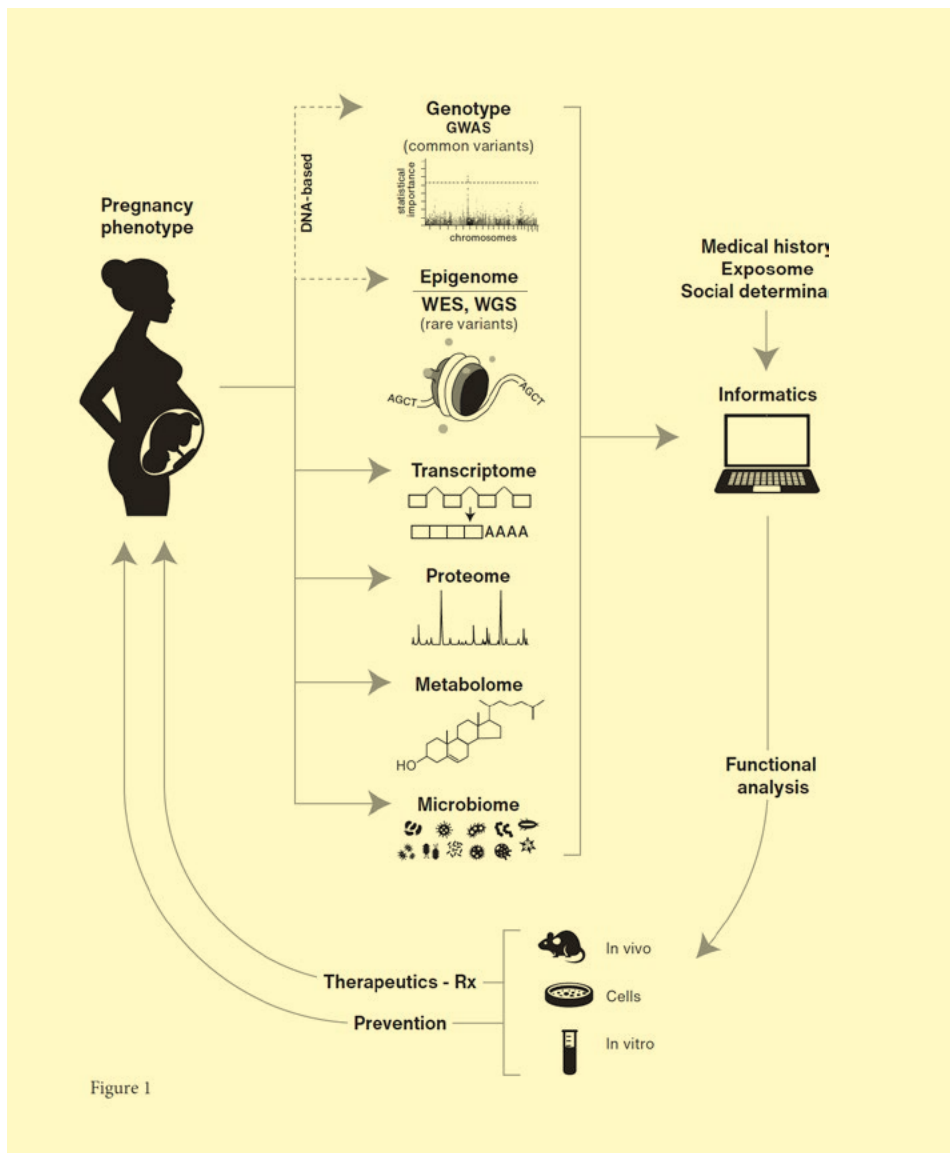 Pregnancy
phenotype
DNA-based
Genotype
GWAS
(common variants)
statistical
importance
chromosomes
Epigenome
WES, WGS
(rare variants)
AGCT
AGCT
Transcriptome
AAAA
Proteome
Metabolome
HO
Microbiome
Medical history
Exposome
Social determina
Informatics
Functional
analysis
In vivo
Cells
In vitro
Therapeutics - Rx
Prevention
Figure 1